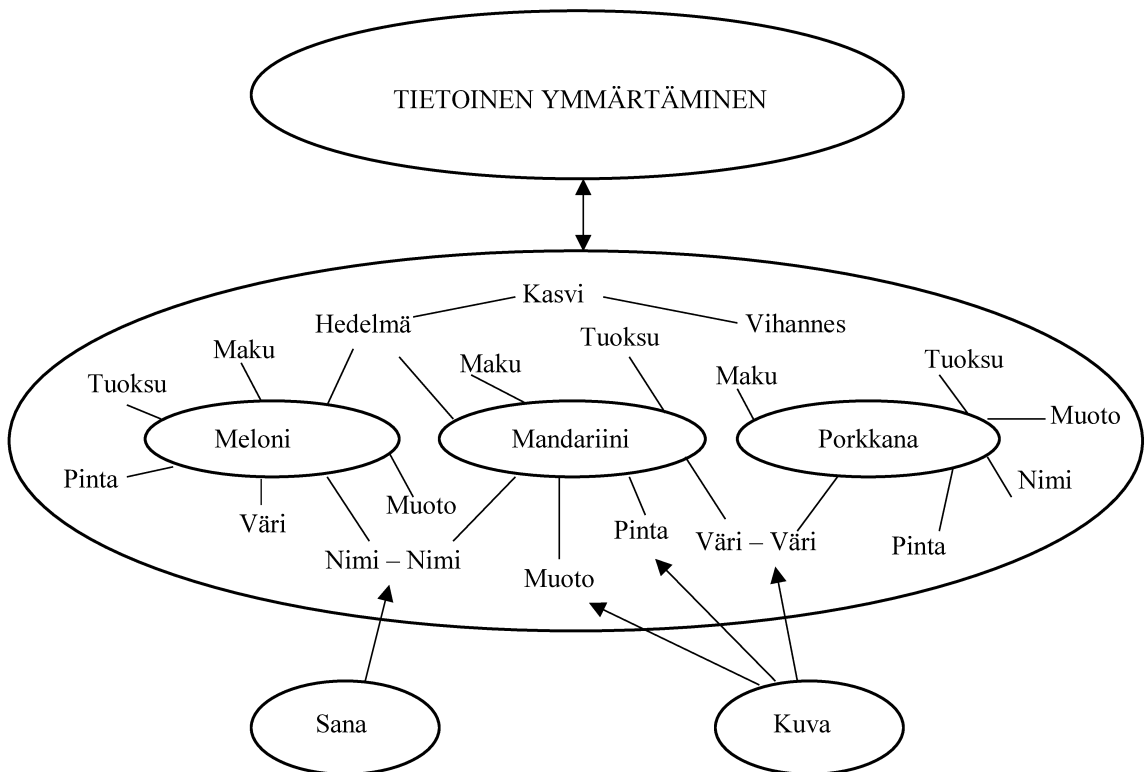 TIETOINEN YMMÄRTÄMINEN
Kasvi
Hedelmä
Vihannes
Tuoksu
Maku
Maku
Tuoksu
Maku
Tuoksu
Muoto
Meloni
Mandariini
Porkkana
Pinta
Nimi
Muoto
Väri
Pinta
Väri – Väri
Pinta
Nimi – Nimi
Muoto
Sana
Kuva